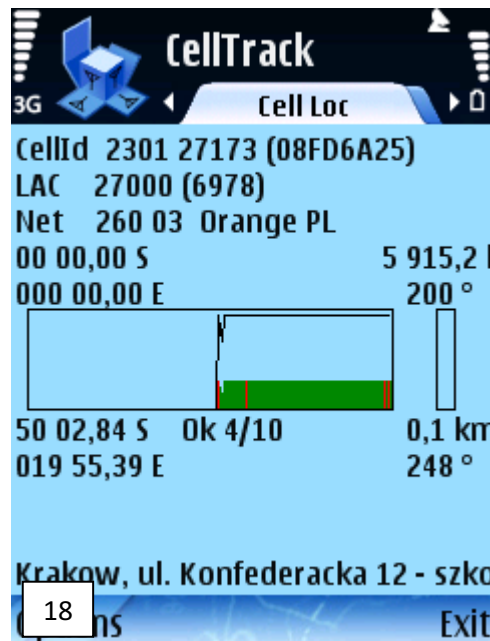 CellTrack
3G Cell Loc
CellId 2301 27173 (08FD6A25)
LAC 27000 (6978)
Net 260 03 Orange PL
00 00,00 S 5 915,2
000 00,00 E 200 °
50 02,84 S Ok 4/10 0,1 km
019 55,39 E 248 °
Krakow, ul. Konfederacka 12 -
18 Exit